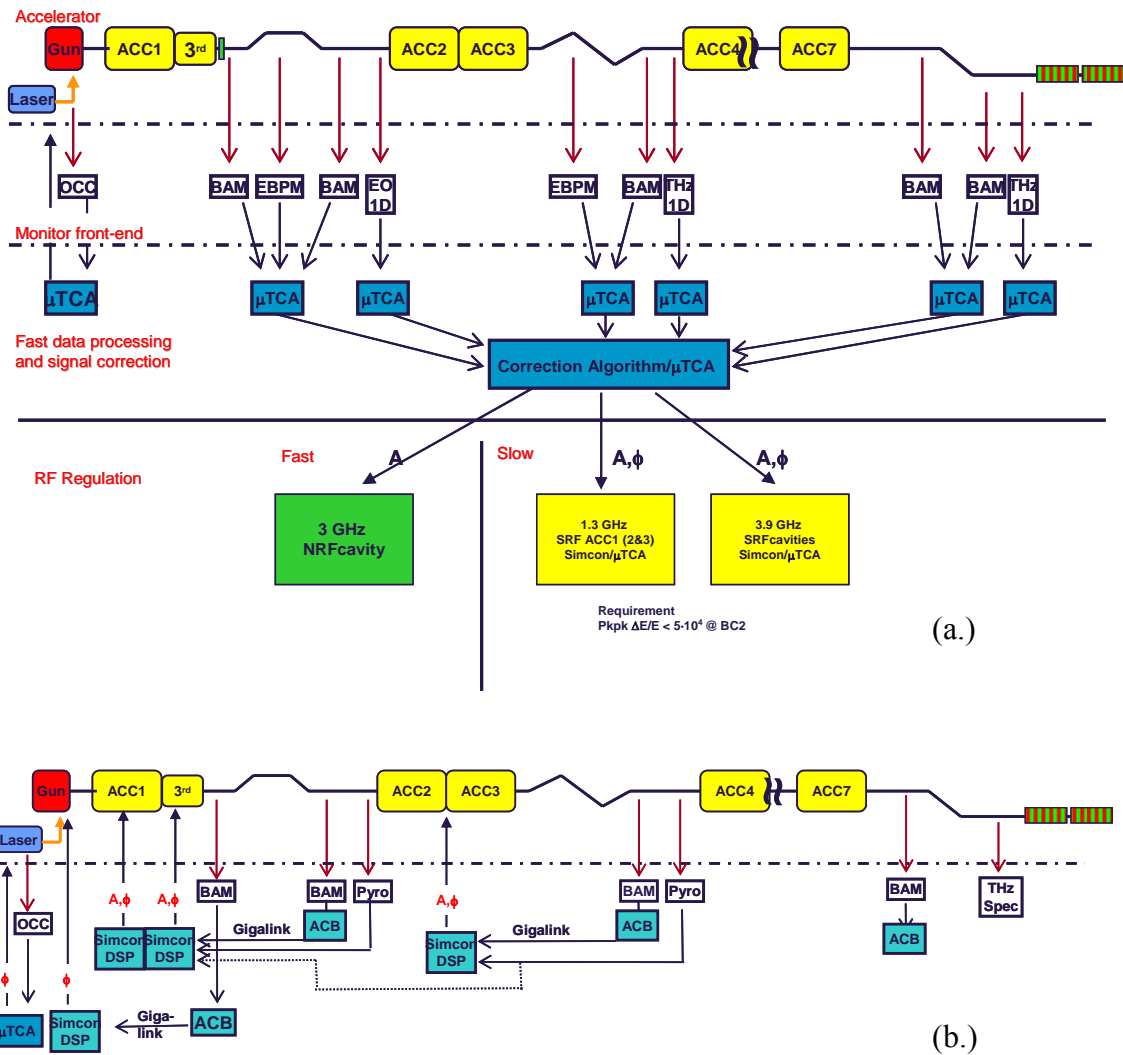 Accelerator
Gun
ACC1
3rd
ACC2
ACC3
ACC4
ACC7
Laser
OCC
BAM
EBPM
BAM
EO
1D
EBPM
BAM
THz
1D
BAM
BAM
THz
1D
Monitor front-end
μTCA
μTCA
μTCA
μTCA
μTCA
μTCA
μTCA
Fast data processing
and signal correction
Correction Algorithm/μTCA
Fast
A
Slow
A,ϕ
A,ϕ
RF Regulation
3 GHz
NRFcavity
1.3 GHz
SRF ACC1 (2&3)
Simcon/μTCA
3.9 GHz
SRFcavities
Simcon/μTCA
Requirement
Pkpk ΔE/E < 5·10⁴ @ BC2
(a.)
Gun
ACC1
3rd
ACC2
ACC3
ACC4
ACC7
Laser
A,ϕ
A,ϕ
BAM
BAM
Pyro
A,ϕ
BAM
Pyro
BAM
THz
Spec
OCC
Simcon
DSP
Simcon
DSP
Gigalink
ACB
Simcon
DSP
Gigalink
ACB
ACB
ϕ
ϕ
μTCA
Simcon
DSP
Giga-
link
ACB
(b.)